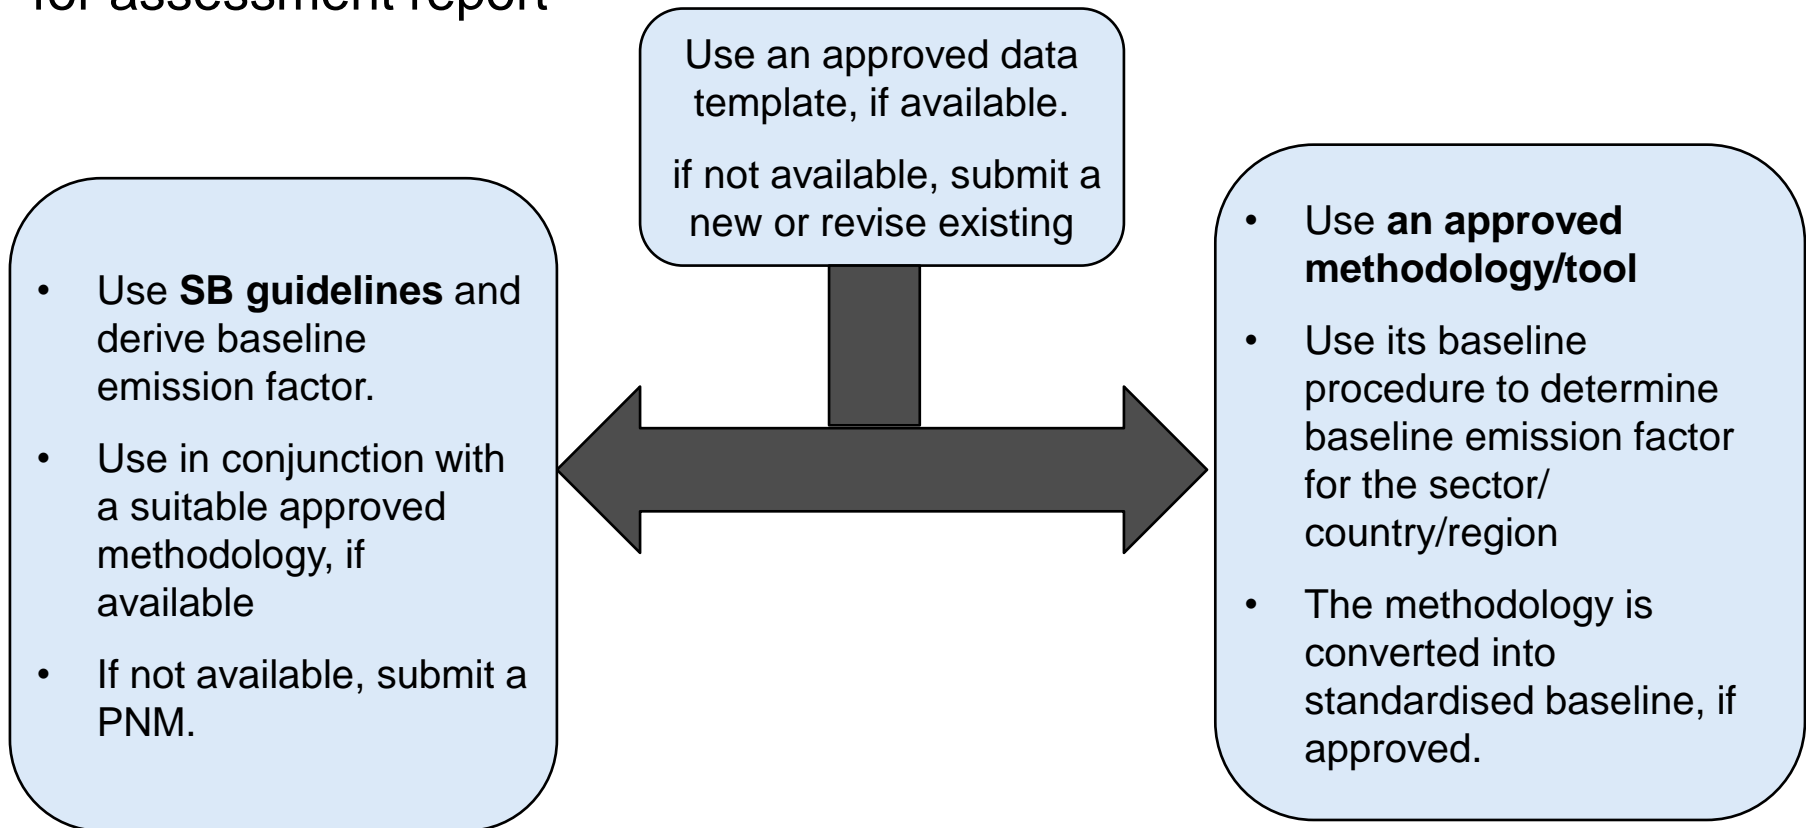 for assessment report
Use an approved data
template, if available.
if not available, submit a
new or revise existing
• Use SB guidelines and
derive baseline
emission factor.
• Use in conjunction with
a suitable approved
methodology, if
available
• If not available, submit a
PNM.
• Use an approved
methodology/tool
• Use its baseline
procedure to determine
baseline emission factor
for the sector/
country/region
• The methodology is
converted into
standardised baseline, if
approved.